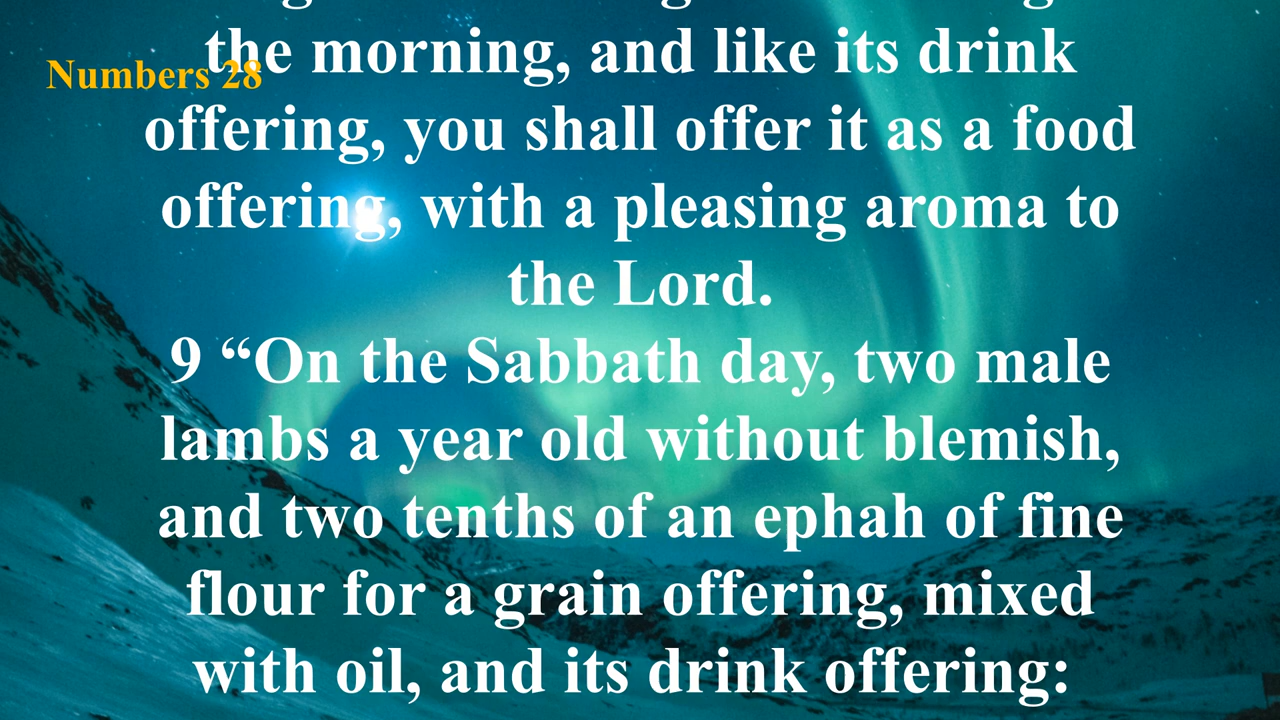 Numbers 28
the morning, and like its drink
offering, you shall offer it as a food
offering, with a pleasing aroma to
the Lord.
9 “On the Sabbath day, two male
lambs a year old without blemish,
and two tenths of an ephah of fine
flour for a grain offering, mixed
with oil, and its drink offering: